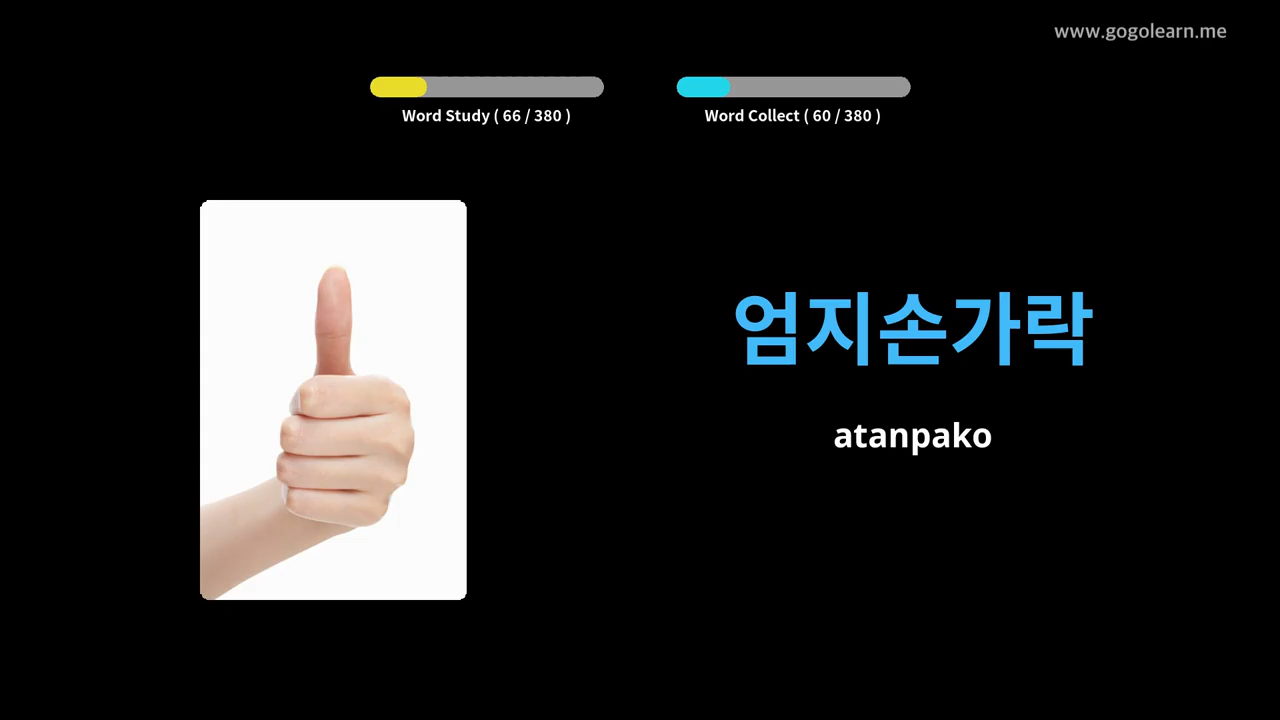 www.gogolearn.me
Word Study ( 66 / 380 )
Word Collect ( 60 / 380 )
엄지손가락
atanpako